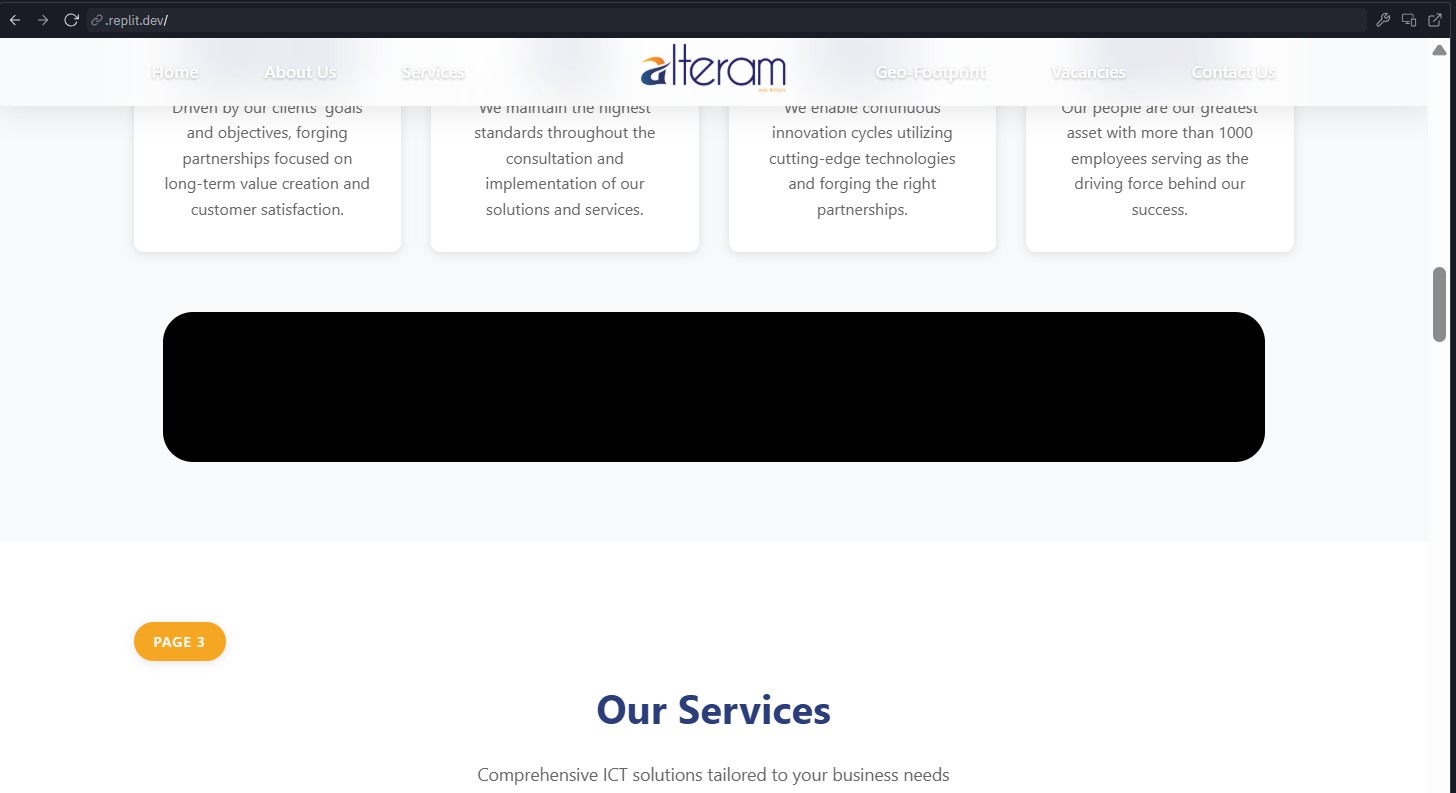 .replit.dev/
Home About Us Services alteram Geo-Footprint Vacancies Contact Us
Driven by our clients' goals
and objectives, forging
partnerships focused on
long-term value creation and
customer satisfaction.
We maintain the highest
standards throughout the
consultation and
implementation of our
solutions and services.
We enable continuous
innovation cycles utilizing
cutting-edge technologies
and forging the right
partnerships.
Our people are our greatest
asset with more than 1000
employees serving as the
driving force behind our
success.
PAGE 3
Our Services
Comprehensive ICT solutions tailored to your business needs